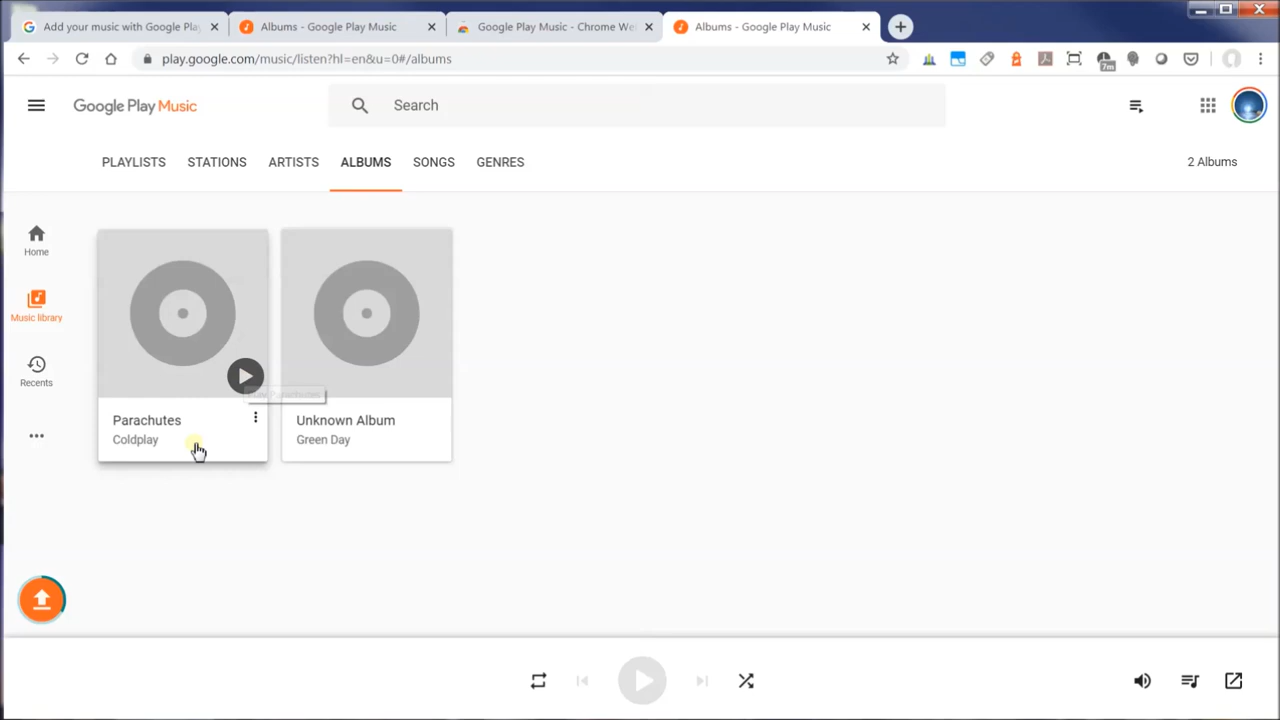 Add your music with Google Play
Albums - Google Play Music
Google Play Music - Chrome We
Albums - Google Play Music
play.google.com/music/listen?hl=en&u=0#/albums
7m
Google Play Music
Search
PLAYLISTS
STATIONS
ARTISTS
ALBUMS
SONGS
GENRES
2 Albums
Home
Music library
Recents
Parachutes
Coldplay
Unknown Album
Green Day